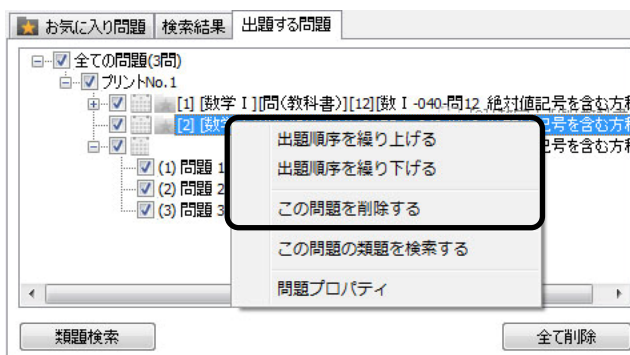 お気に入り問題 検索結果 出題する問題
全ての問題(3問)
プリントNo.1
[1] [数学Ⅰ][問(教科書)][12][数Ⅰ-040-問12 絶対値記号を含む方
[2] [数 記号を含む方
記号を含む方
(1) 問題 1
(2) 問題 2
(3) 問題 3
出題順序を繰り上げる
出題順序を繰り下げる
この問題を削除する
この問題の類題を検索する
問題プロパティ
類題検索 全て削除